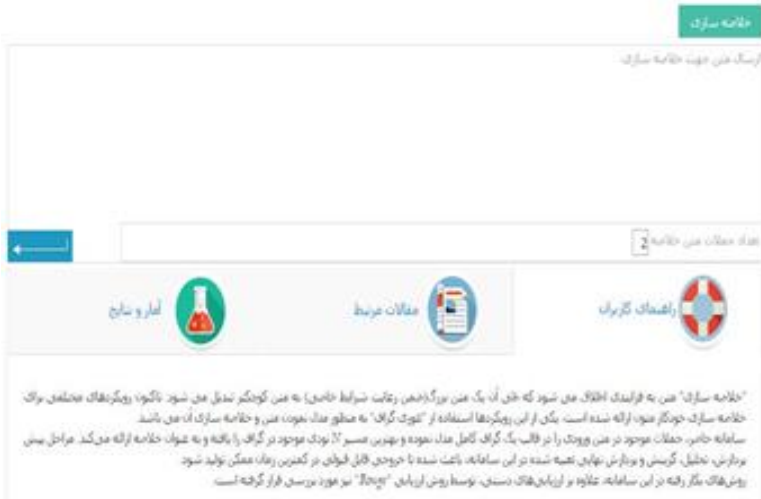 خلاصه سازی
ارسال متن جهت خلاصه سازی
تعداد جملات متن خلاصه 2
راهنمای کاربران
مقالات مرتبط
آمار و نتایج
"خلاصه سازی" متن به فرایندی اطلاق می شود که طی آن یک متن بزرگ(ضمن رعایت شرایط خاصی) به متن کوچکتر تبدیل می شود. تاکنون رویکردهای مختلفی برای
خلاصه سازی خودکار متون ارائه شده است. یکی از این رویکردها استفاده از "تئوری گراف" به منظور مدل نمودن متن و خلاصه سازی آن می باشد.
سامانه حاضر، جملات موجود در متن ورودی را در قالب یک گراف کامل مدل نموده و بهترین مسیر N نودی موجود در گراف را یافته و به عنوان خلاصه ارائه می‌کند. مراحل پیش
پردازش، تحلیل، گزینش و پردازش نهایی تعبیه شده در این سامانه، باعث شده تا خروجی قابل قبولی در کمترین زمان ممکن تولید شود.
روش‌های بکار رفته در این سامانه، علاوه بر ارزیابی‌های دستی، توسط روش ارزیابی "Rouge" نیز مورد بررسی قرار گرفته است.